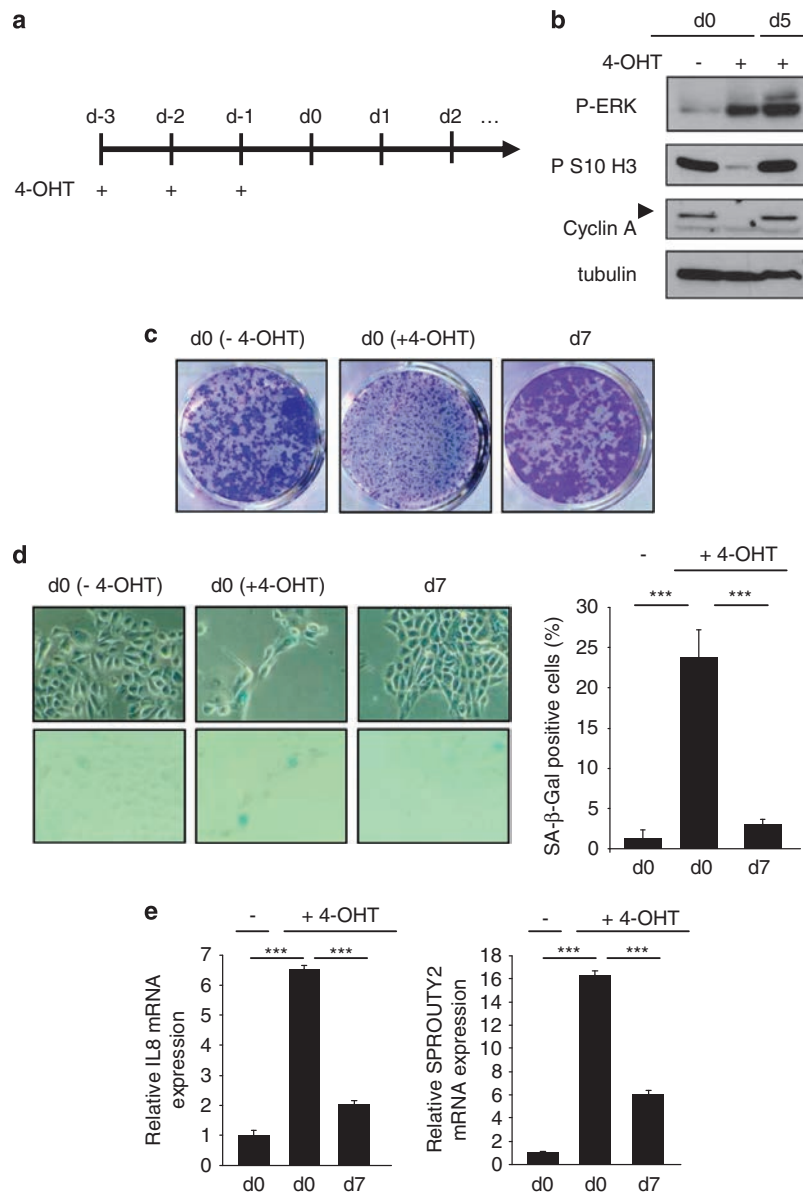 a
d-3 d-2 d-1 d0 d1 d2 ...
4-OHT + + +
b
d0 d5
4-OHT - + +
P-ERK
P S10 H3
Cyclin A
tubulin
c
d0 (- 4-OHT) d0 (+4-OHT) d7
d
d0 (- 4-OHT) d0 (+4-OHT) d7
- + 4-OHT
*** ***
SA-β-Gal positive cells (%)
30
25
20
15
10
5
0
d0 d0 d7
e
- + 4-OHT
*** ***
Relative IL8 mRNA
expression
7
6
5
4
3
2
1
0
d0 d0 d7
- + 4-OHT
*** ***
Relative SPROUTY2
mRNA expression
18
16
14
12
10
8
6
4
2
0
d0 d0 d7